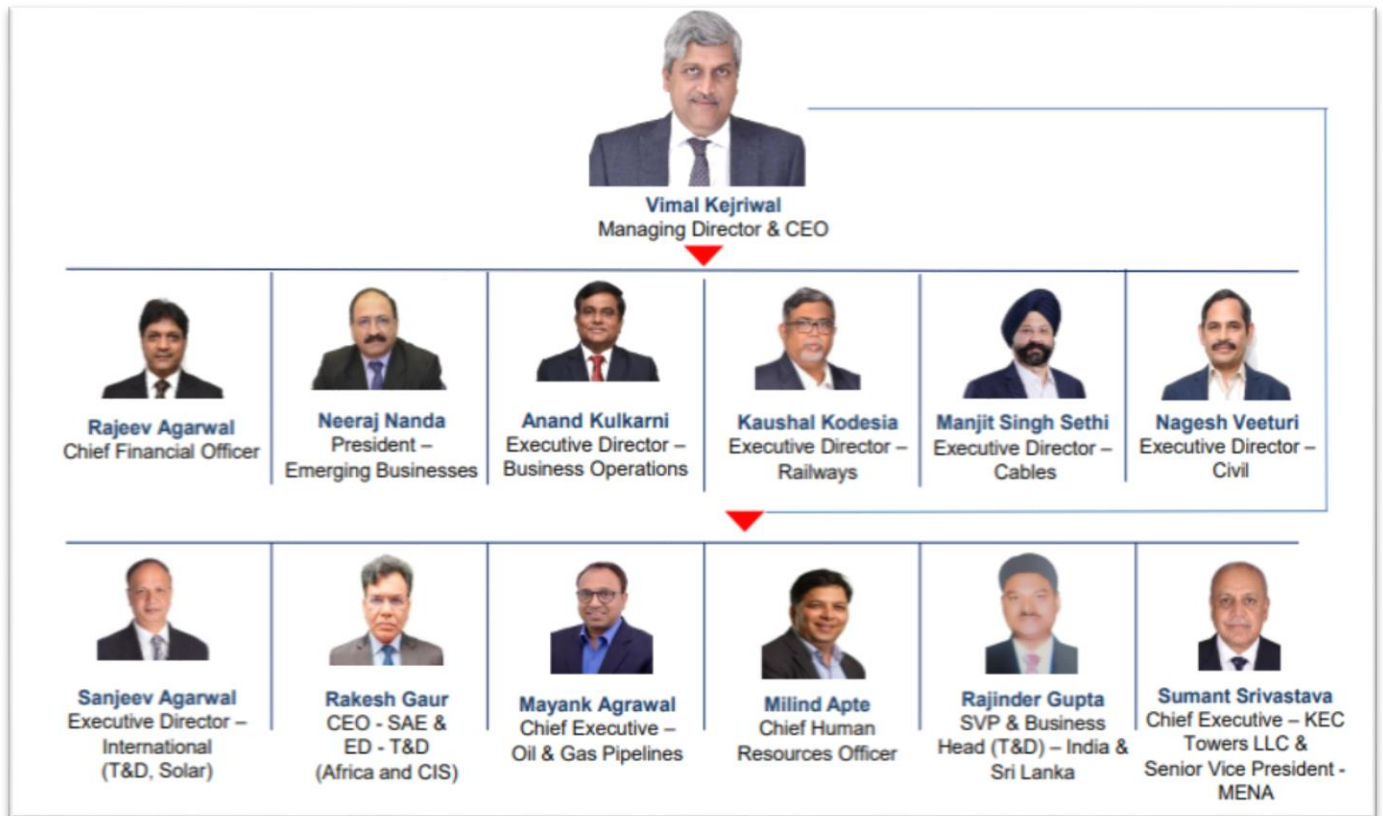 Vimal Kejriwal
Managing Director & CEO
Rajeev Agarwal
Chief Financial Officer
Neeraj Nanda
President –
Emerging Businesses
Anand Kulkarni
Executive Director –
Business Operations
Kaushal Kodesia
Executive Director –
Railways
Manjit Singh Sethi
Executive Director –
Cables
Nagesh Veeturi
Executive Director –
Civil
Sanjeev Agarwal
Executive Director –
International
(T&D, Solar)
Rakesh Gaur
CEO - SAE &
ED - T&D
(Africa and CIS)
Mayank Agrawal
Chief Executive –
Oil & Gas Pipelines
Milind Apte
Chief Human
Resources Officer
Rajinder Gupta
SVP & Business
Head (T&D) – India &
Sri Lanka
Sumant Srivastava
Chief Executive – KEC
Towers LLC &
Senior Vice President -
MENA